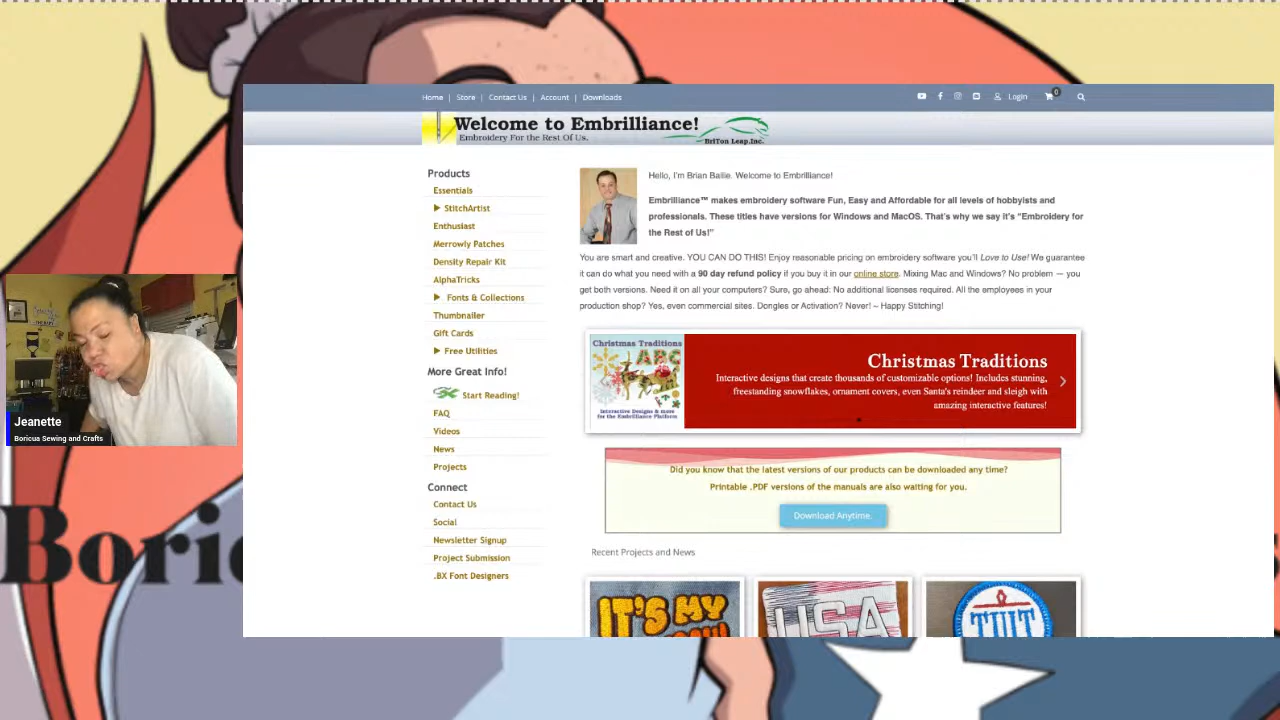 Home | Store | Contact Us | Account | Downloads
Login
0
Welcome to Embrilliance!
Embroidery For the Rest Of Us.
BriTon Leap, Inc.
Products
Essentials
StitchArtist
Enthusiast
Merrowly Patches
Density Repair Kit
AlphaTricks
Fonts & Collections
Thumbnailer
Gift Cards
Free Utilities
More Great Info!
Start Reading!
FAQ
Videos
News
Projects
Connect
Contact Us
Social
Newsletter Signup
Project Submission
.BX Font Designers
Hello, I'm Brian Bailie. Welcome to Embrilliance!
Embrilliance™ makes embroidery software Fun, Easy and Affordable for all levels of hobbyists and
professionals. These titles have versions for Windows and MacOS. That's why we say it's "Embroidery for
the Rest of Us!"
You are smart and creative. YOU CAN DO THIS! Enjoy reasonable pricing on embroidery software you'll Love to Use! We guarantee
it can do what you need with a 90 day refund policy if you buy it in our online store. Mixing Mac and Windows? No problem — you
get both versions. Need it on all your computers? Sure, go ahead: No additional licenses required. All the employees in your
production shop? Yes, even commercial sites. Dongles or Activation? Never! ~ Happy Stitching!
Christmas Traditions
ABC
Interactive Designs & more
for the Embrilliance Platform
Christmas Traditions
Interactive designs that create thousands of customizable options! Includes stunning,
freestanding snowflakes, ornament covers, even Santa's reindeer and sleigh with
amazing interactive features!
Did you know that the latest versions of our products can be downloaded any time?
Printable .PDF versions of the manuals are also waiting for you.
Download Anytime.
Recent Projects and News
IT'S MY
USA
Jeanette
Boricua Sewing and Crafts
Boric